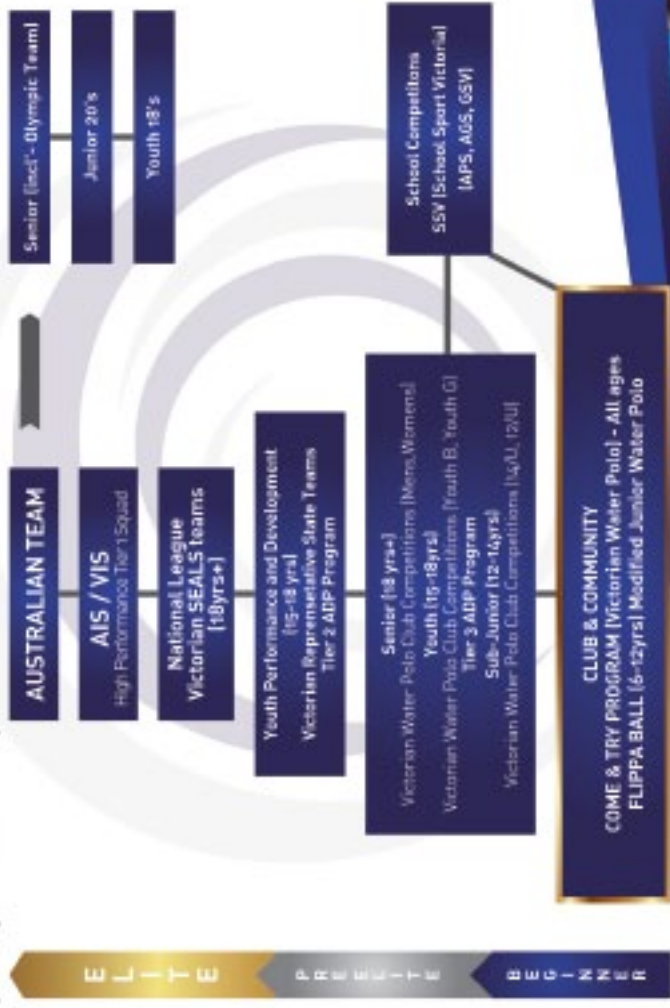 AUSTRALIAN TEAM
Senior (incl'- Olympic Team)
Junior 20's
Youth 18's
AIS / VIS
High Performance Tier 1 Squad
National League
Victorian SEALS Teams
(18yrs+)
Youth Performance and Development
(15-18 yrs)
Victorian Reprensetative State Teams
Tier 2 ADP Program
Senior (18 yrs+)
Victorian Water Polo Club Competitions (Mens,Womens)
Youth (15-18yrs)
Victorian Water Polo Club Competitions, (Youth B, Youth G)
Tier 3 ADP Program
Sub-Junior (12-14yrs)
Victorian Water Polo Club Competitions (14/U, 12/U)
School Competitons
SSV (School Sport Victoria)
(APS, AGS, GSV)
CLUB & COMMUNITY
COME & TRY PROGRAM (Victorian Water Polo) - All ages
FLIPPA BALL (6-12yrs) Modified Junior Water Polo
ELITE
PREELITE
BEGINNER